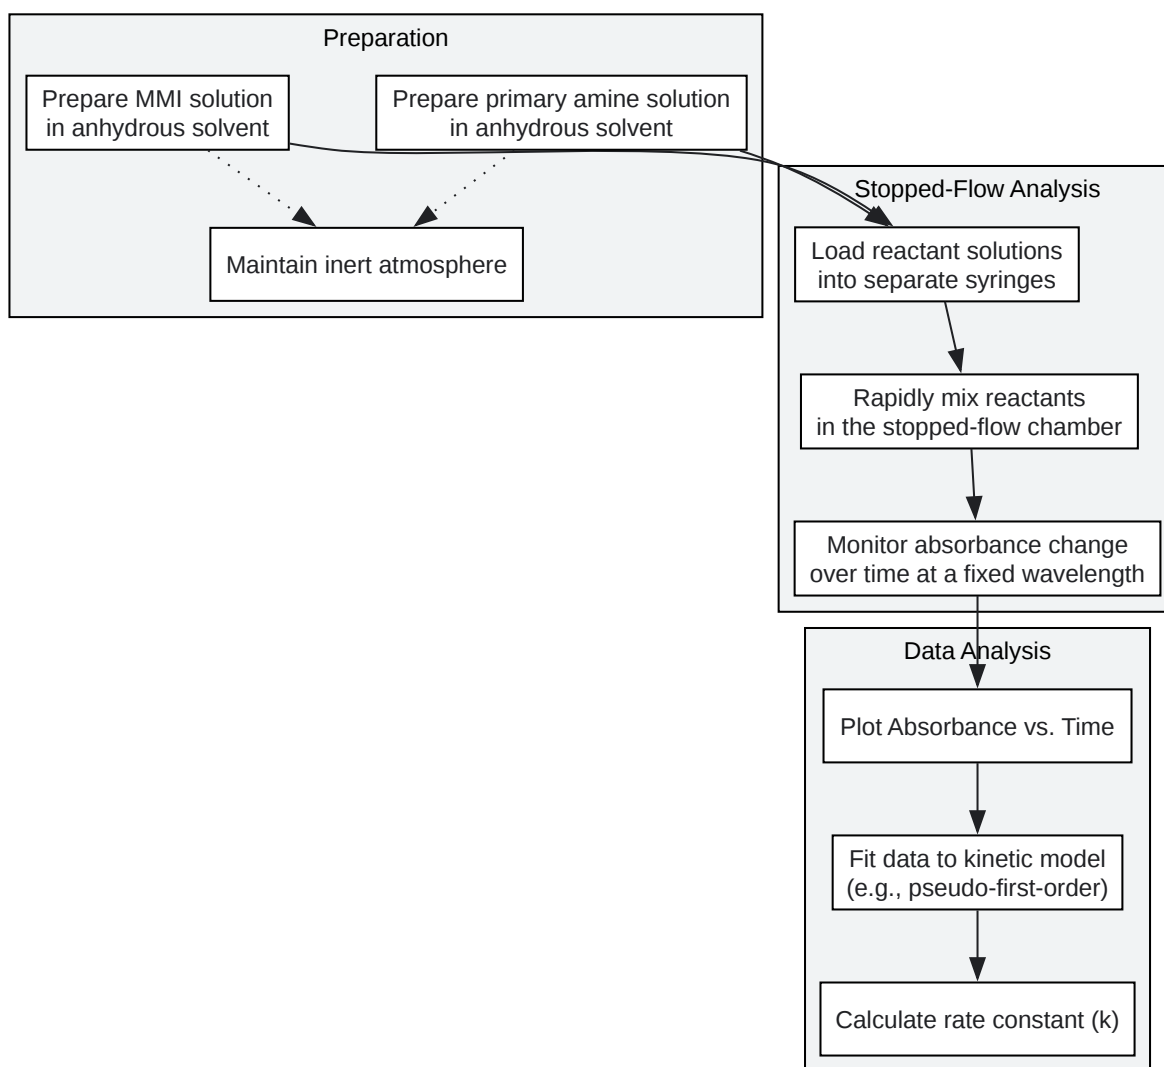 Preparation
Prepare MMI solution
in anhydrous solvent
Prepare primary amine solution
in anhydrous solvent
Maintain inert atmosphere
Stopped-Flow Analysis
Load reactant solutions
into separate syringes
Rapidly mix reactants
in the stopped-flow chamber
Monitor absorbance change
over time at a fixed wavelength
Data Analysis
Plot Absorbance vs. Time
Fit data to kinetic model
(e.g., pseudo-first-order)
Calculate rate constant (k)